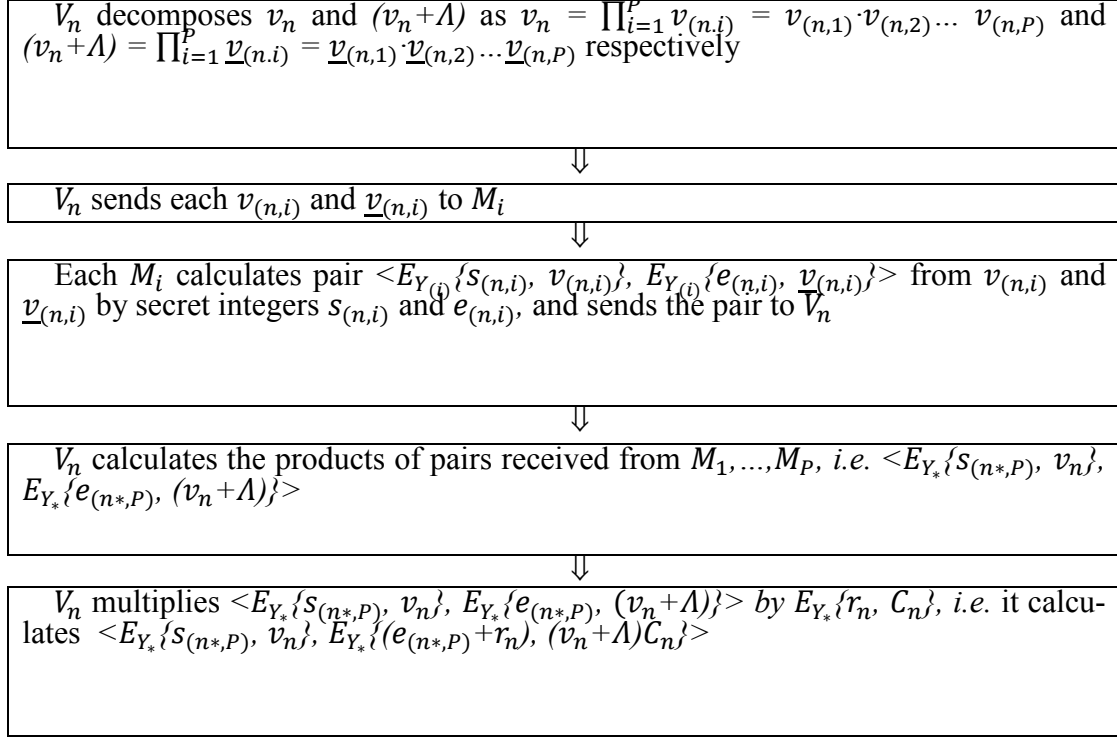 V_n decomposes v_n and (v_n+Λ) as v_n = ∏_{i=1}^{P} v_{(n.i)} = v_{(n,1)}·v_{(n,2)}… v_{(n,P)} and
(v_n+Λ) = ∏_{i=1}^{P} v̲_{(n.i)} = v̲_{(n,1)}·v̲_{(n,2)}…v̲_{(n,P)} respectively
⇓
V_n sends each v_{(n,i)} and v̲_{(n,i)} to M_i
⇓
Each M_i calculates pair <E_{Y_{(i)}}{s_{(n,i)}, v_{(n,i)}}, E_{Y_{(i)}}{e_{(n,i)}, v̲_{(n,i)}}> from v_{(n,i)} and
v̲_{(n,i)} by secret integers s_{(n,i)} and e_{(n,i)}, and sends the pair to V_n
⇓
V_n calculates the products of pairs received from M_1,…,M_P, i.e. <E_{Y_*}{s_{(n*,P)}, v_n},
E_{Y_*}{e_{(n*,P)}, (v_n+Λ)}>
⇓
V_n multiplies <E_{Y_*}{s_{(n*,P)}, v_n}, E_{Y_*}{e_{(n*,P)}, (v_n+Λ)}> by E_{Y_*}{r_n, C_n}, i.e. it calcu-
lates <E_{Y_*}{s_{(n*,P)}, v_n}, E_{Y_*}{(e_{(n*,P)}+r_n), (v_n+Λ)C_n}>